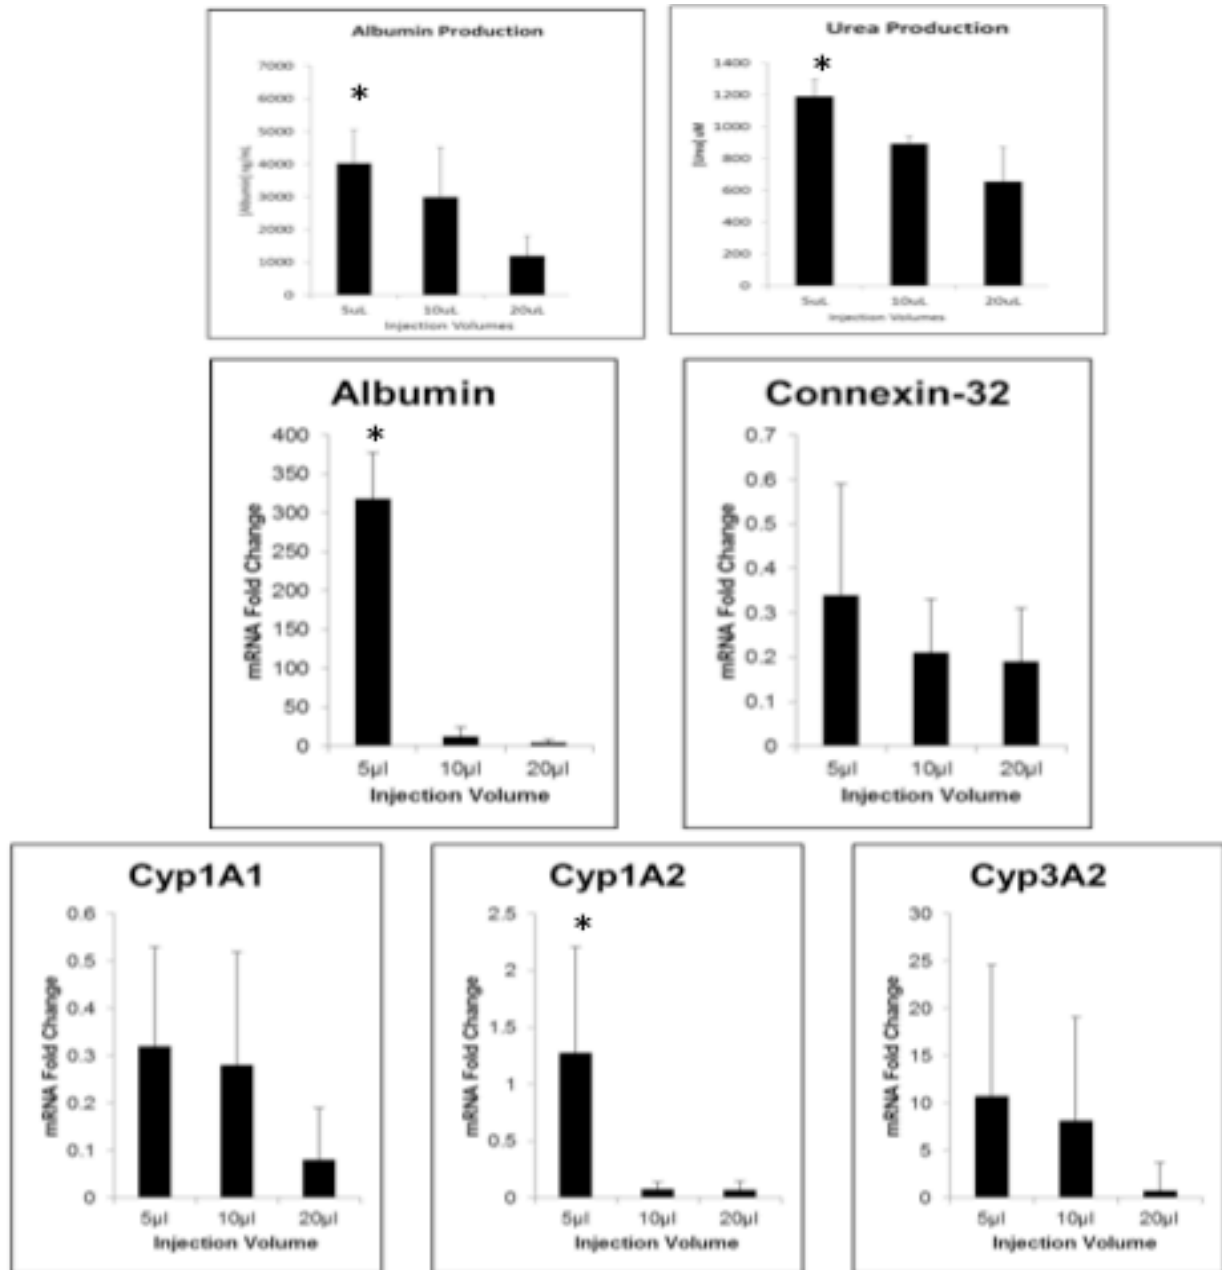 Albumin Production
7000
6000
5000
4000
3000
2000
1000
0
[Albumin] ng/mL
*
5uL 10uL 20uL
Injection Volumes
Urea Production
1400
1200
1000
800
600
400
200
0
[Urea] uM
*
5uL 10uL 20uL
Injection Volumes
Albumin
400
350
300
250
200
150
100
50
0
mRNA Fold Change
*
5µl 10µl 20µl
Injection Volume
Connexin-32
0.7
0.6
0.5
0.4
0.3
0.2
0.1
0
mRNA Fold Change
5µl 10µl 20µl
Injection Volume
Cyp1A1
0.6
0.5
0.4
0.3
0.2
0.1
0
mRNA Fold Change
5µl 10µl 20µl
Injection Volume
Cyp1A2
2.5
2
1.5
1
0.5
0
mRNA Fold Change
*
5µl 10µl 20µl
Injection Volume
Cyp3A2
30
25
20
15
10
5
0
mRNA Fold Change
5µl 10µl 20µl
Injection Volume